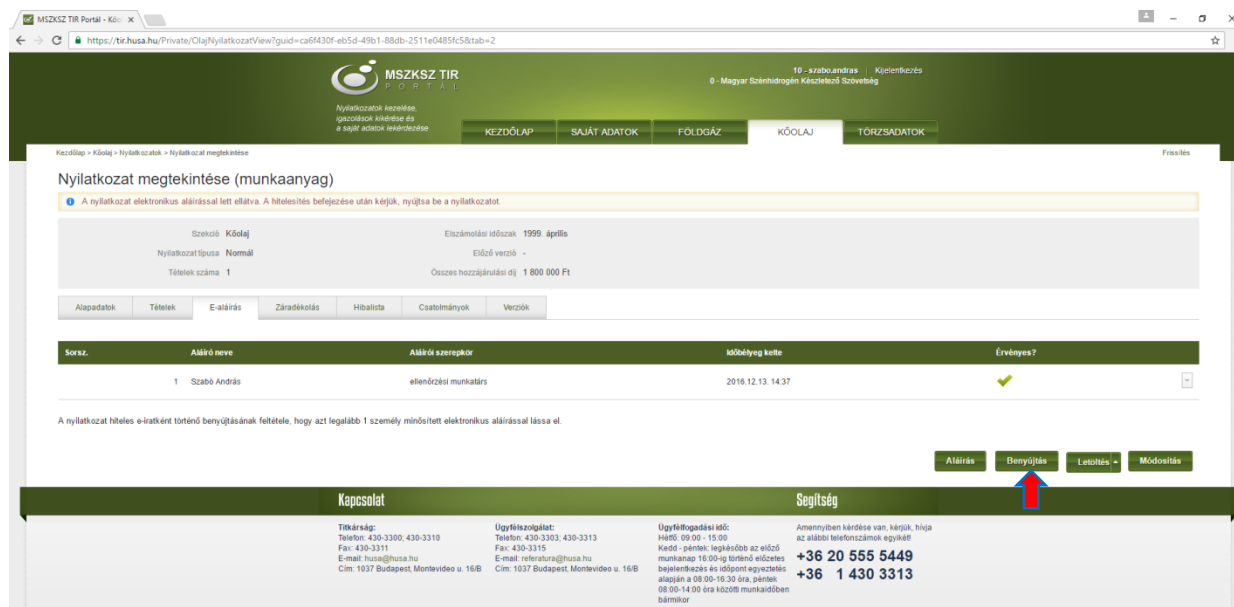 MSZKSZ TIR Portál - Kőo
https://tir.husa.hu/Private/OlajNyilatkozatView?guid=ca6f430f-eb5d-49b1-88db-2511e0485fc5&tab=2
MSZKSZ TIR
PORTÁL
10 - szabo.andras | Kijelentkezés
0 - Magyar Szénhidrogén Készletező Szövetség
Nyilatkozatok kezelése,
igazolások kikérése és
a saját adatok lekérdezése
KEZDŐLAP SAJÁT ADATOK FÖLDGÁZ KŐOLAJ TÖRZSADATOK
Kezdőlap > Kőolaj > Nyilatkozatok > Nyilatkozat megtekintése Frissítés
Nyilatkozat megtekintése (munkaanyag)
A nyilatkozat elektronikus aláírással lett ellátva. A hitelesítés befejezése után kérjük, nyújtsa be a nyilatkozatot.
Szekció Kőolaj Elszámolási időszak 1999. április
Nyilatkozat típusa Normál Előző verzió -
Tételek száma 1 Összes hozzájárulási díj 1 800 000 Ft
Alapadatok Tételek E-aláírás Záradékolás Hibalista Csatolmányok Verziók
Sorsz. Aláíró neve Aláírói szerepkör Időbélyeg kelte Érvényes?
1 Szabó András ellenőrzési munkatárs 2016.12.13. 14:37
A nyilatkozat hiteles e-iratként történő benyújtásának feltétele, hogy azt legalább 1 személy minősített elektronikus aláírással lássa el.
Aláírás Benyújtás Letöltés Módosítás
Kapcsolat Segítség
Titkárság:
Telefon: 430-3300; 430-3310
Fax: 430-3311
E-mail: husa@husa.hu
Cím: 1037 Budapest, Montevideo u. 16/B
Ügyfélszolgálat:
Telefon: 430-3303; 430-3313
Fax: 430-3315
E-mail: referatura@husa.hu
Cím: 1037 Budapest, Montevideo u. 16/B
Ügyfélfogadási idő:
Hétfő: 09:00 - 15:00
Kedd - péntek: legkésőbb az előző
munkanap 16:00-ig történő előzetes
bejelentkezés és időpont egyeztetés
alapján a 08:00-16:30 óra, péntek
08:00-14:00 óra közötti munkaidőben
bármikor
Amennyiben kérdése van, kérjük, hívja
az alábbi telefonszámok egyikét!
+36 20 555 5449
+36 1 430 3313